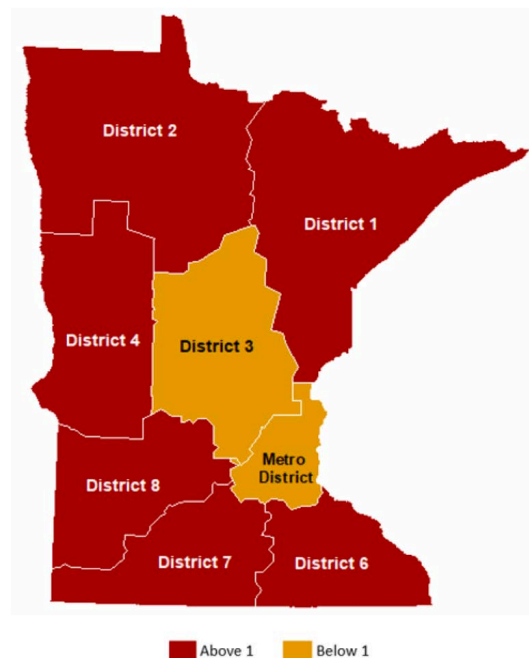 District 2
District 1
District 4
District 3
District 8
Metro
District
District 7
District 6
Above 1
Below 1